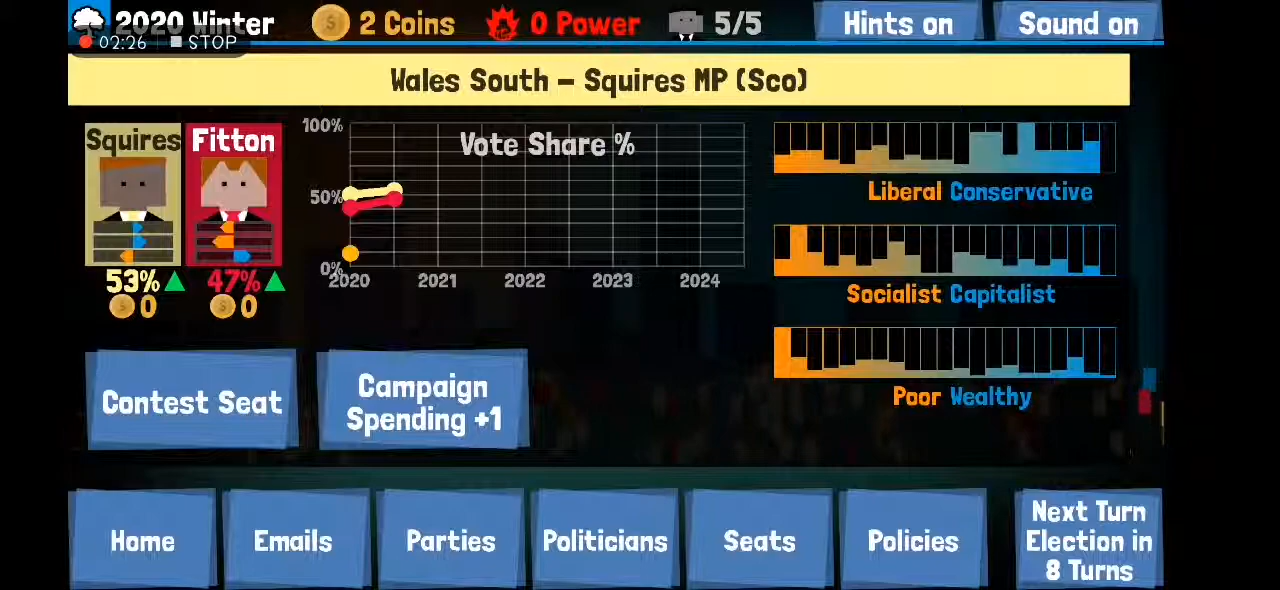 2020 Winter
2 Coins
0 Power
5/5
Hints on
Sound on
02:26
STOP
Wales South – Squires MP (Sco)
Squires
Fitton
53%
47%
0
0
100%
50%
0%
Vote Share %
2020
2021
2022
2023
2024
Liberal Conservative
Socialist Capitalist
Poor Wealthy
Contest Seat
Campaign
Spending +1
Home
Emails
Parties
Politicians
Seats
Policies
Next Turn
Election in
8 Turns